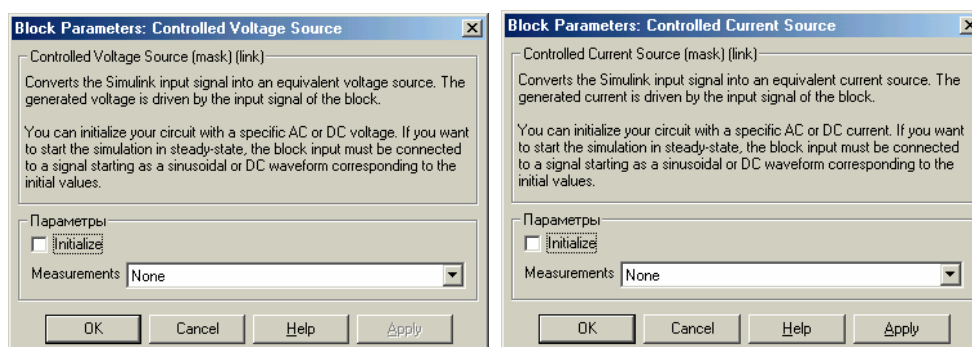 Block Parameters: Controlled Voltage Source
Controlled Voltage Source (mask) (link)
Converts the Simulink input signal into an equivalent voltage source. The
generated voltage is driven by the input signal of the block.
You can initialize your circuit with a specific AC or DC voltage. If you want
to start the simulation in steady-state, the block input must be connected
to a signal starting as a sinusoidal or DC waveform corresponding to the
initial values.
Параметры
Initialize
Measurements None
OK Cancel Help Apply
Block Parameters: Controlled Current Source
Controlled Current Source (mask) (link)
Converts the Simulink input signal into an equivalent current source. The
generated current is driven by the input signal of the block.
You can initialize your circuit with a specific AC or DC current. If you want
to start the simulation in steady-state, the block input must be connected
to a signal starting as a sinusoidal or DC waveform corresponding to the
initial values.
Параметры
Initialize
Measurements None
OK Cancel Help Apply